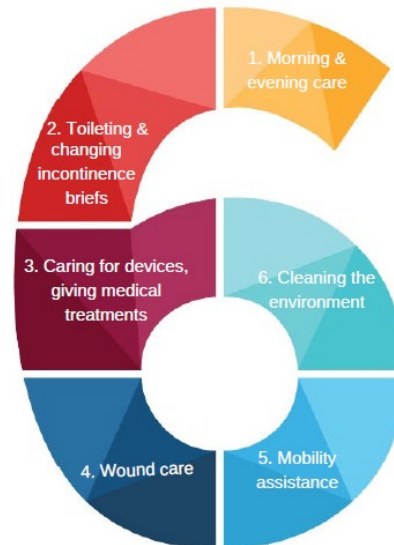 1. Morning &
evening care
2. Toileting &
changing
incontinence
briefs
3. Caring for devices,
giving medical
treatments
4. Wound care
5. Mobility
assistance
6. Cleaning the
environment